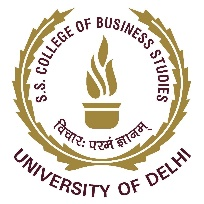 S.S. COLLEGE OF BUSINESS STUDIES
विचारः परमं ज्ञानम्
UNIVERSITY OF DELHI